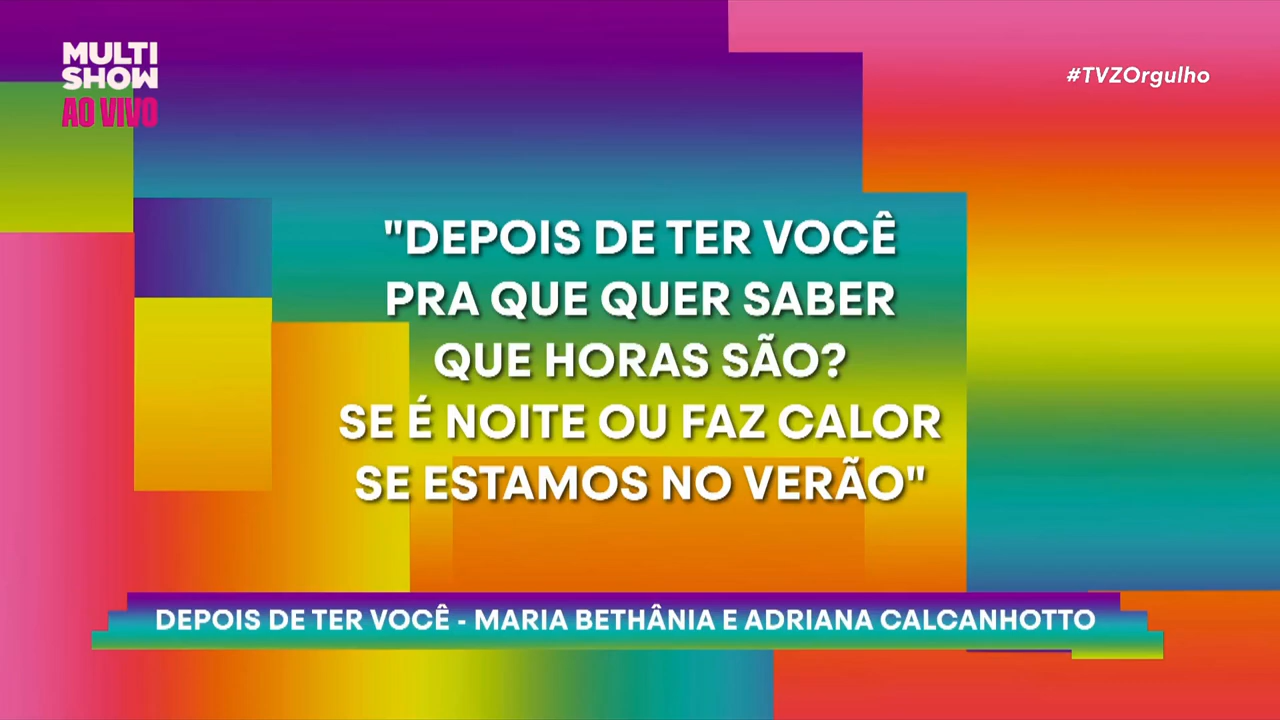 MULTI
SHOW
AO VIVO
#TVZOrgulho
"DEPOIS DE TER VOCÊ
PRA QUE QUER SABER
QUE HORAS SÃO?
SE É NOITE OU FAZ CALOR
SE ESTAMOS NO VERÃO"
DEPOIS DE TER VOCÊ - MARIA BETHÂNIA E ADRIANA CALCANHOTTO